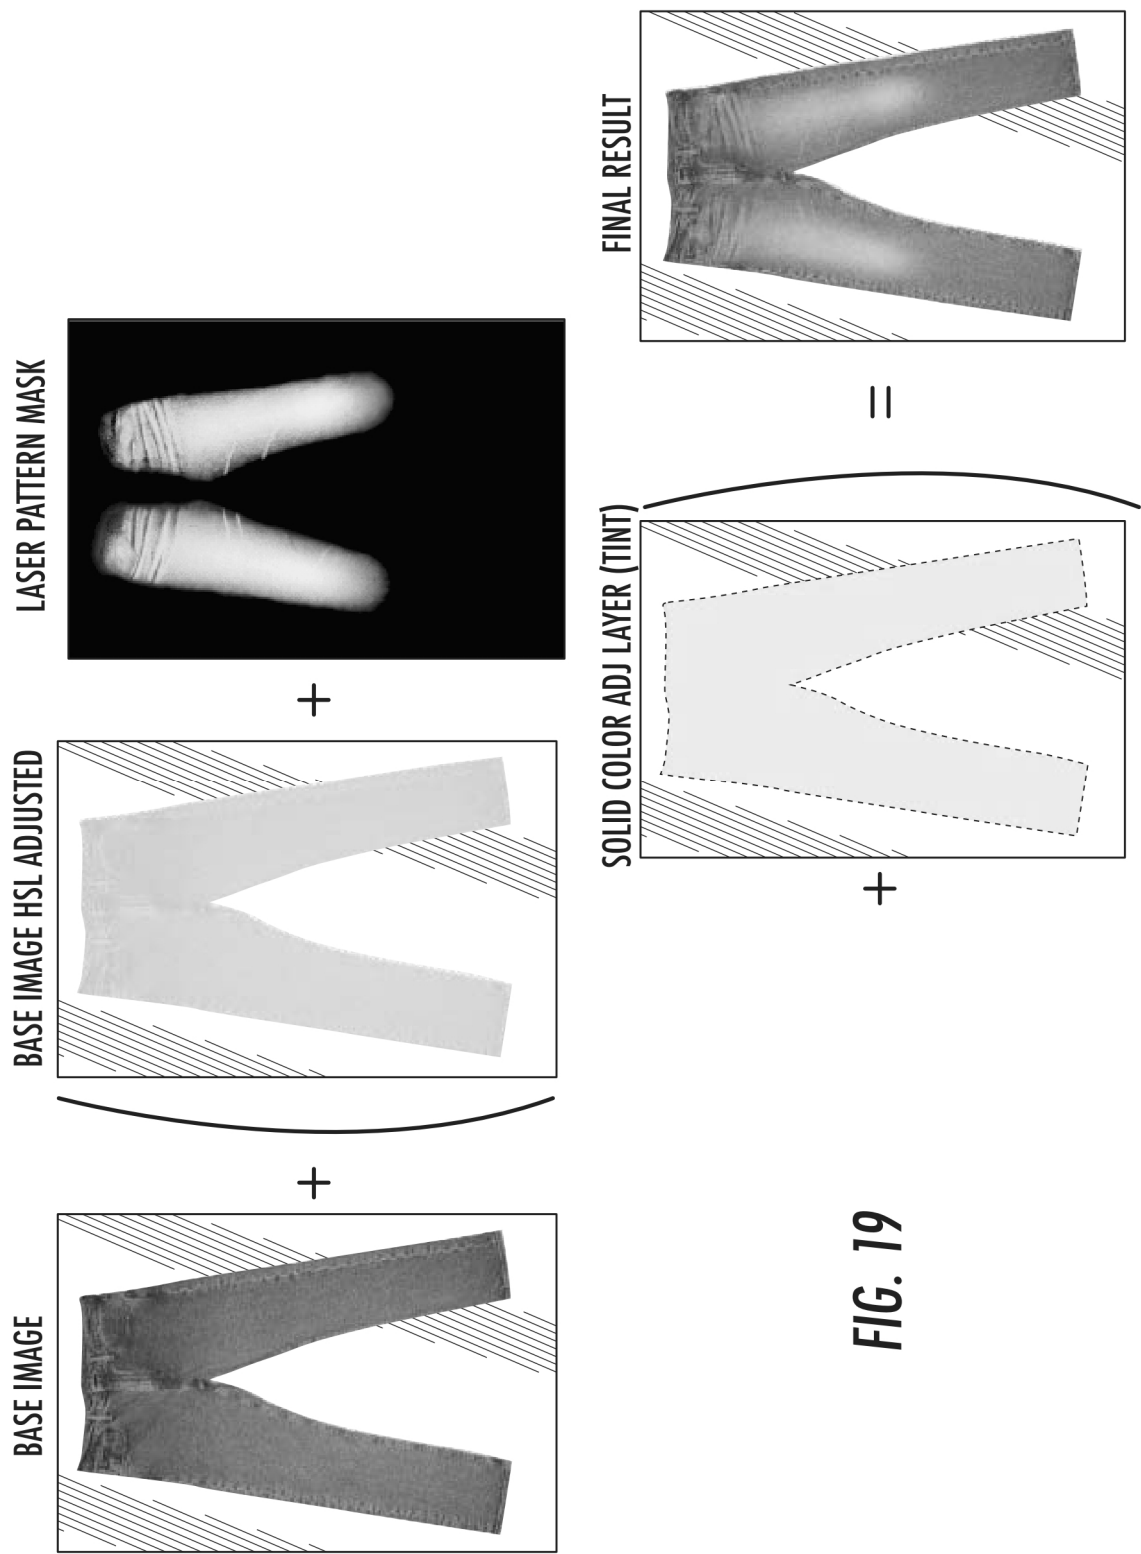 BASE IMAGE
+
BASE IMAGE HSL ADJUSTED
+
LASER PATTERN MASK
+
SOLID COLOR ADJ LAYER (TINT)
=
FINAL RESULT
FIG. 19